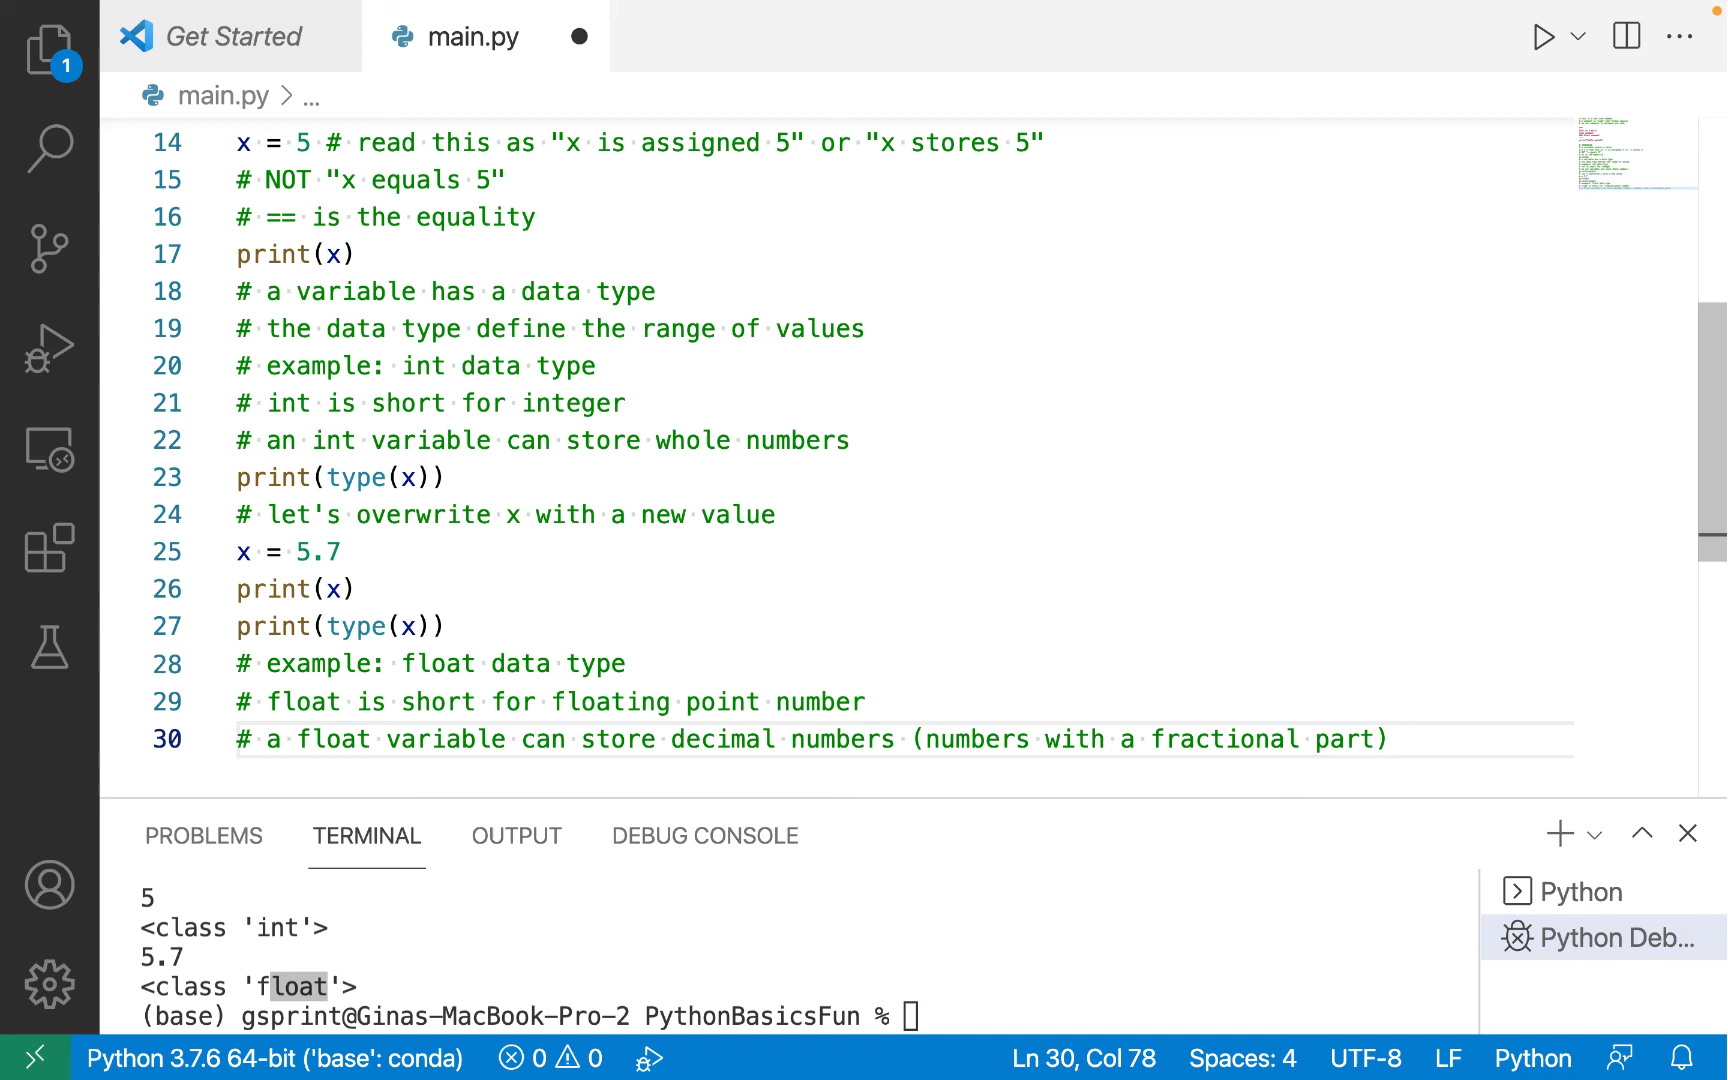 1
Get Started
main.py
main.py > ...
14 x = 5 # read this as "x is assigned 5" or "x stores 5"
15 # NOT "x equals 5"
16 # == is the equality
17 print(x)
18 # a variable has a data type
19 # the data type define the range of values
20 # example: int data type
21 # int is short for integer
22 # an int variable can store whole numbers
23 print(type(x))
24 # let's overwrite x with a new value
25 x = 5.7
26 print(x)
27 print(type(x))
28 # example: float data type
29 # float is short for floating point number
30 # a float variable can store decimal numbers (numbers with a fractional part)
PROBLEMS TERMINAL OUTPUT DEBUG CONSOLE
5
<class 'int'>
5.7
<class 'float'>
(base) gsprint@Ginas-MacBook-Pro-2 PythonBasicsFun %
Python
Python Deb...
Python 3.7.6 64-bit ('base': conda) 0 0 Ln 30, Col 78 Spaces: 4 UTF-8 LF Python